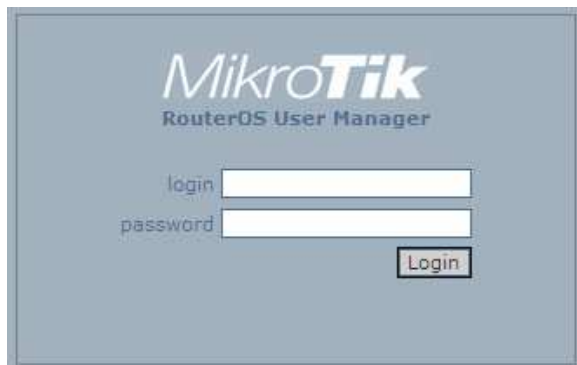 MikroTik
RouterOS User Manager
login
password
Login